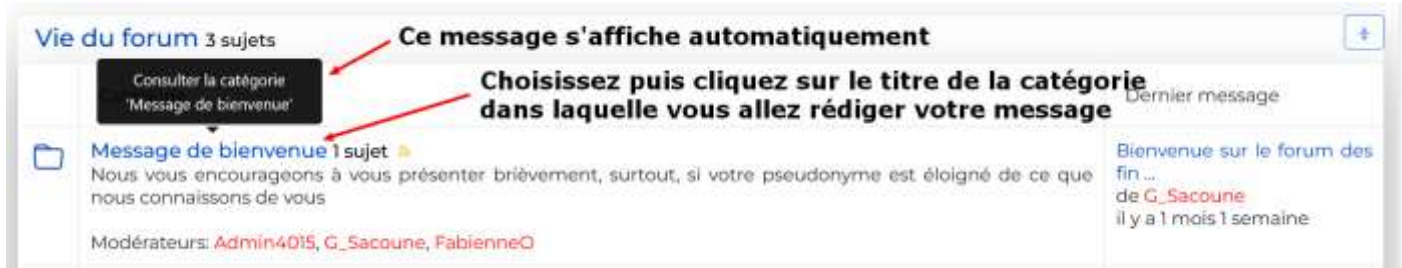 Vie du forum 3 sujets
Ce message s'affiche automatiquement
Consulter la catégorie
'Message de bienvenue'
Choisissez puis cliquez sur le titre de la catégorie
dans laquelle vous allez rédiger votre message
Dernier message
Message de bienvenue 1 sujet
Nous vous encourageons à vous présenter brièvement, surtout, si votre pseudonyme est éloigné de ce que
nous connaissons de vous
Modérateurs: Admin4015, G_Sacoune, FabienneO
Bienvenue sur le forum des
fin ...
de G_Sacoune
il y a 1 mois 1 semaine